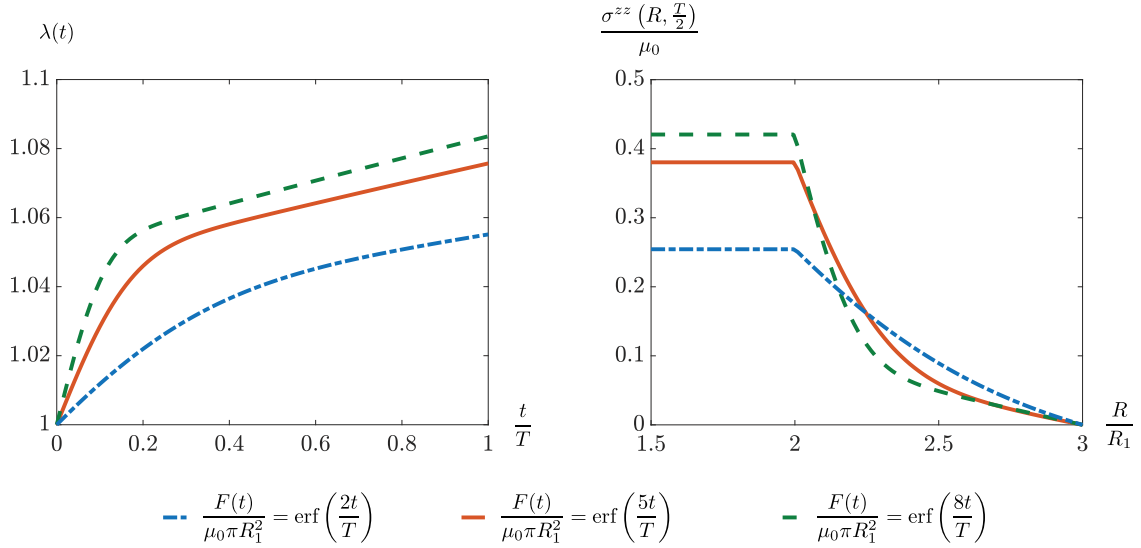 λ(t)
σ^{zz}(R, T/2) / μ₀
1.1
1.08
1.06
1.04
1.02
1
0 0.2 0.4 0.6 0.8 1
t/T
0.5
0.4
0.3
0.2
0.1
0
1.5 2 2.5 3
R/R₁
F(t)/(μ₀πR₁²) = erf(2t/T)
F(t)/(μ₀πR₁²) = erf(5t/T)
F(t)/(μ₀πR₁²) = erf(8t/T)